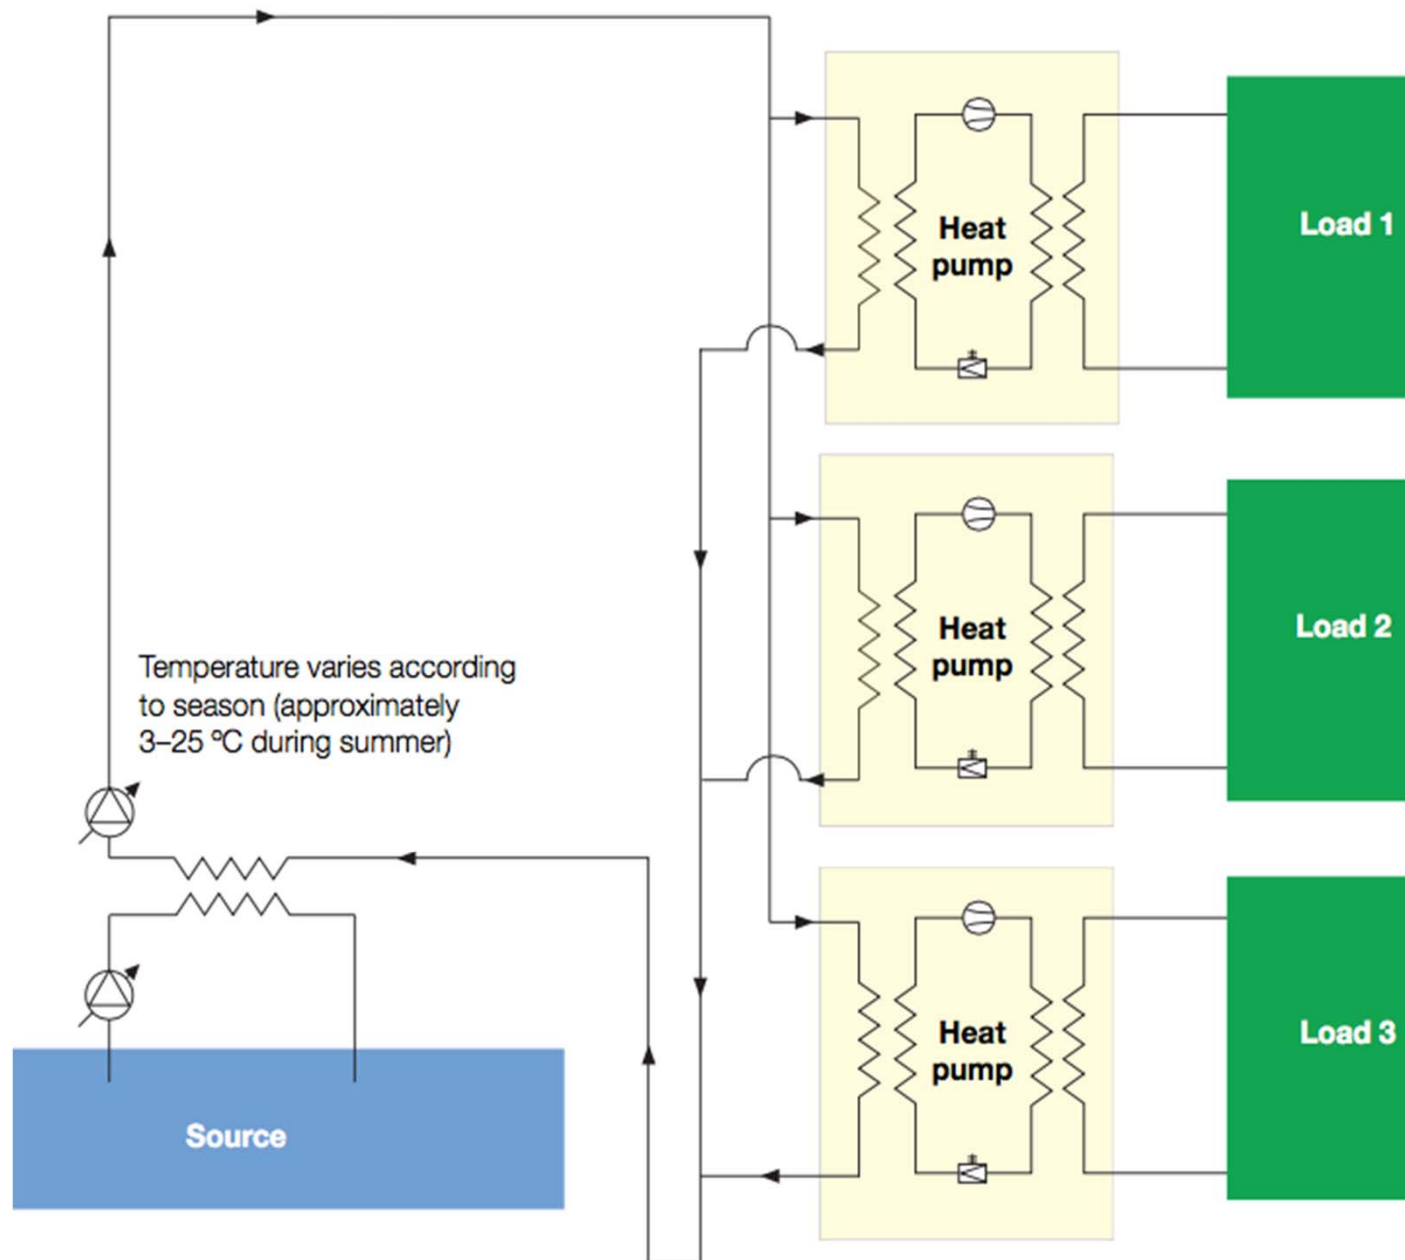 Heat
pump
Load 1
Heat
pump
Load 2
Temperature varies according
to season (approximately
3–25 ºC during summer)
Heat
pump
Load 3
Source